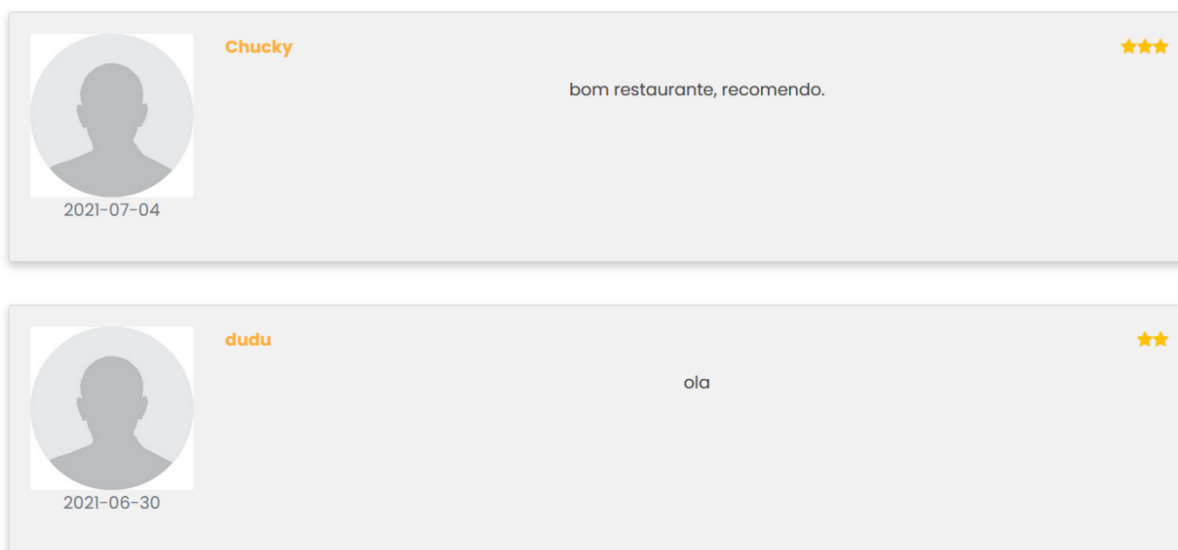 Chucky
bom restaurante, recomendo.
2021-07-04
dudu
ola
2021-06-30